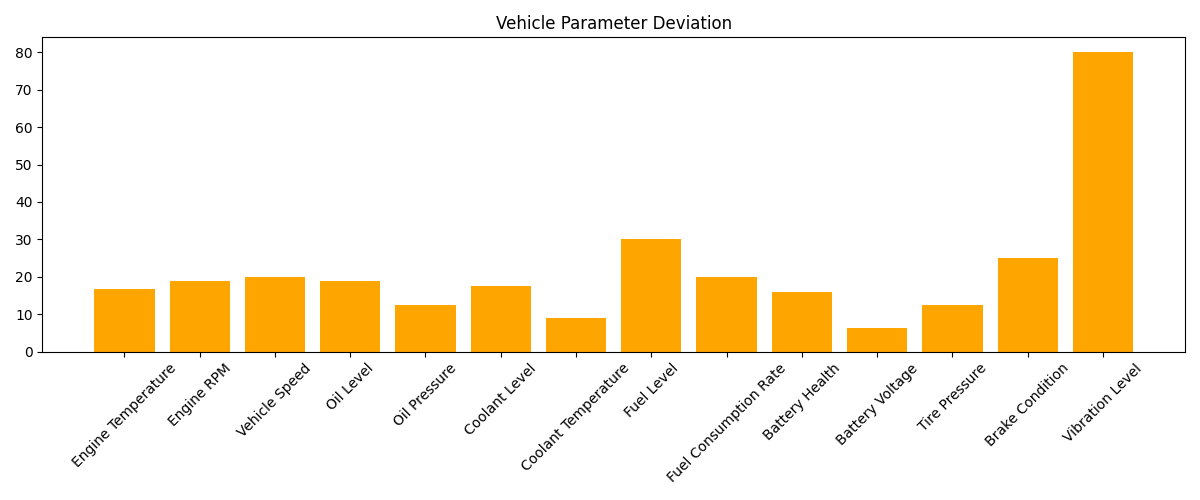 Vehicle Parameter Deviation
80
70
60
50
40
30
20
10
0
Engine Temperature
Engine RPM
Vehicle Speed
Oil Level
Oil Pressure
Coolant Level
Coolant Temperature
Fuel Level
Fuel Consumption Rate
Battery Health
Battery Voltage
Tire Pressure
Brake Condition
Vibration Level